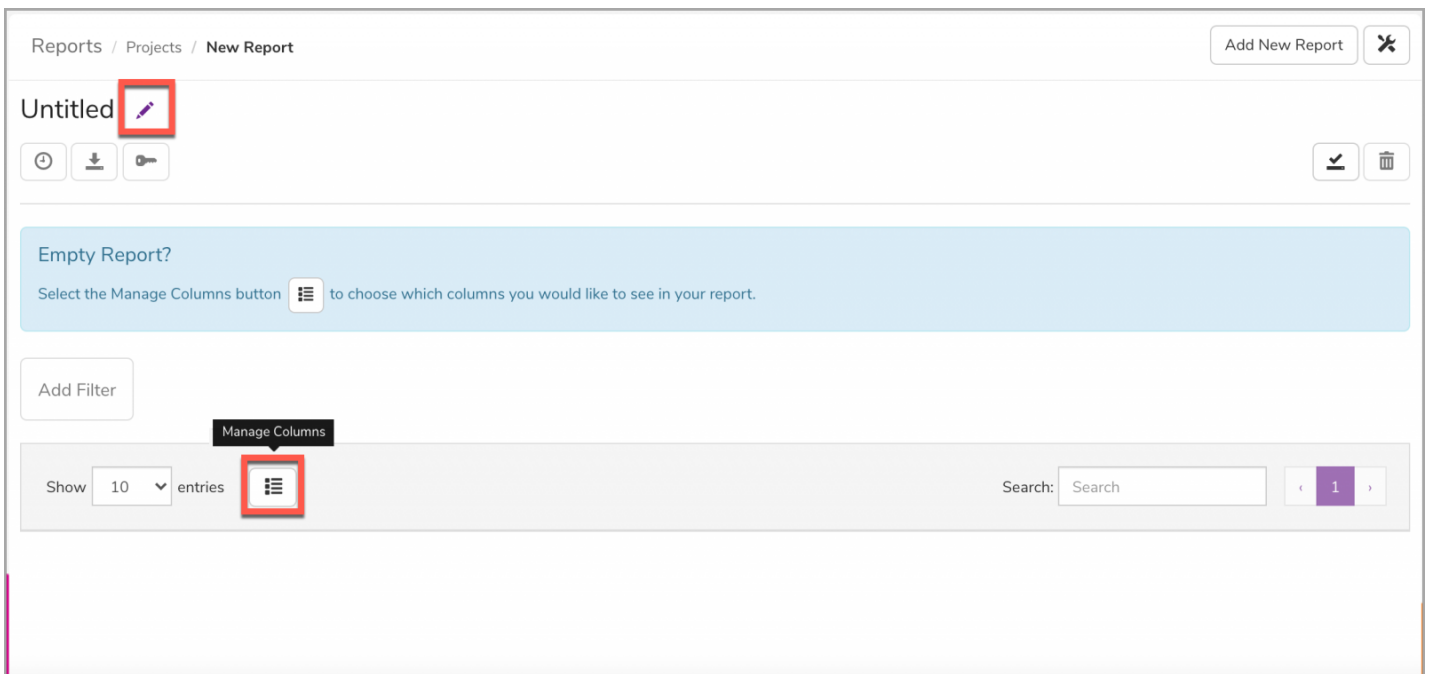 Reports / Projects / New Report
Add New Report
Untitled
Empty Report?
Select the Manage Columns button to choose which columns you would like to see in your report.
Add Filter
Manage Columns
Show 10 entries
Search: Search ‹ 1 ›